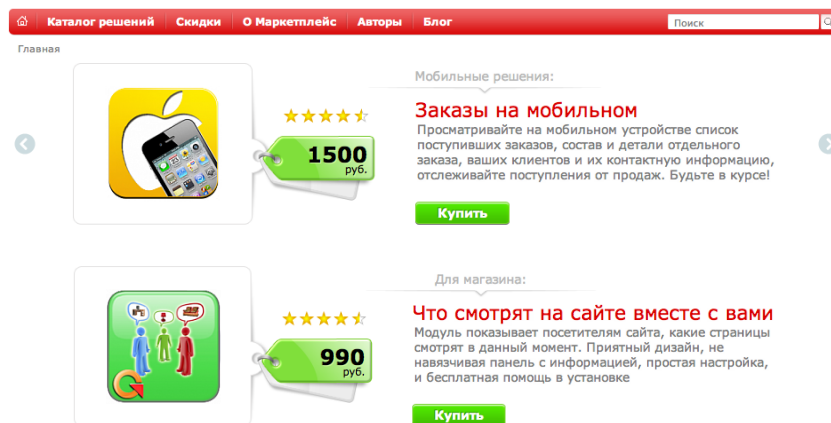 Каталог решений Скидки О Маркетплейс Авторы Блог Поиск
Главная
Мобильные решения:
Заказы на мобильном
1500
руб.
Просматривайте на мобильном устройстве список
поступивших заказов, состав и детали отдельного
заказа, ваших клиентов и их контактную информацию,
отслеживайте поступления от продаж. Будьте в курсе!
Купить
Для магазина:
Что смотрят на сайте вместе с вами
990
руб.
Модуль показывает посетителям сайта, какие страницы
смотрят в данный момент. Приятный дизайн, не
навязчивая панель с информацией, простая настройка,
и бесплатная помощь в установке
Купить